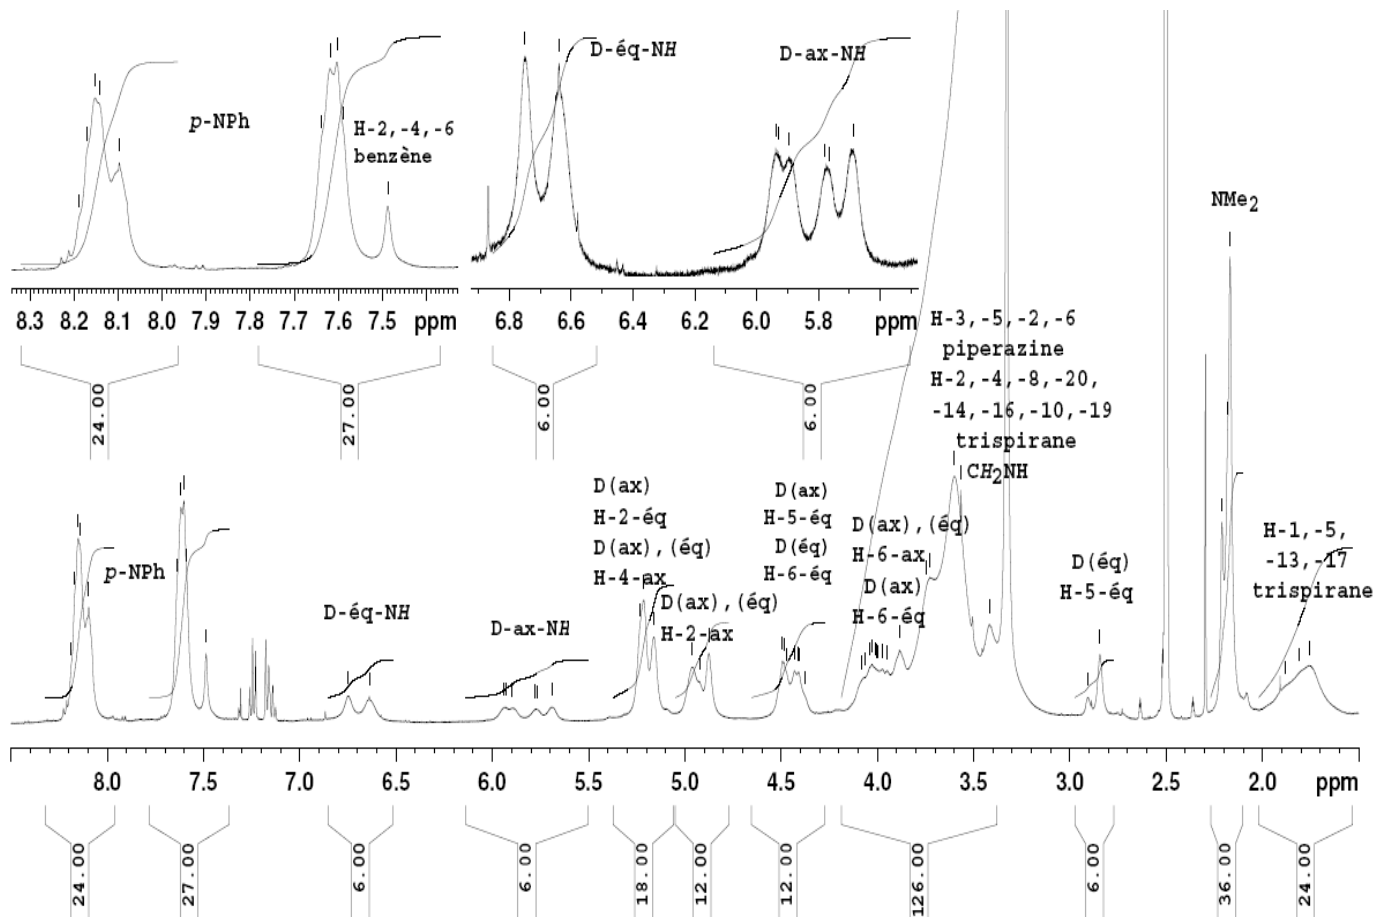 D-éq-NH
D-ax-NH
p-NPh
H-2,-4,-6
benzène
NMe2
8.3 8.2 8.1 8.0 7.9 7.8 7.7 7.6 7.5 ppm
6.8 6.6 6.4 6.2 6.0 5.8 ppm
24.00
27.00
6.00
6.00
H-3,-5,-2,-6
piperazine
H-2,-4,-8,-20,
-14,-16,-10,-19
trispirane
CH2NH
D(ax)
H-2-éq
D(ax),(éq)
H-4-ax
D(ax),(éq)
H-2-ax
D(ax)
H-5-éq
D(éq)
H-6-éq
D(ax),(éq)
H-6-ax
D(ax)
H-6-éq
D(éq)
H-5-éq
H-1,-5,
-13,-17
trispirane
p-NPh
D-éq-NH
D-ax-NH
8.0 7.5 7.0 6.5 6.0 5.5 5.0 4.5 4.0 3.5 3.0 2.5 2.0 ppm
24.00
27.00
6.00
6.00
18.00
12.00
12.00
126.00
6.00
36.00
24.00